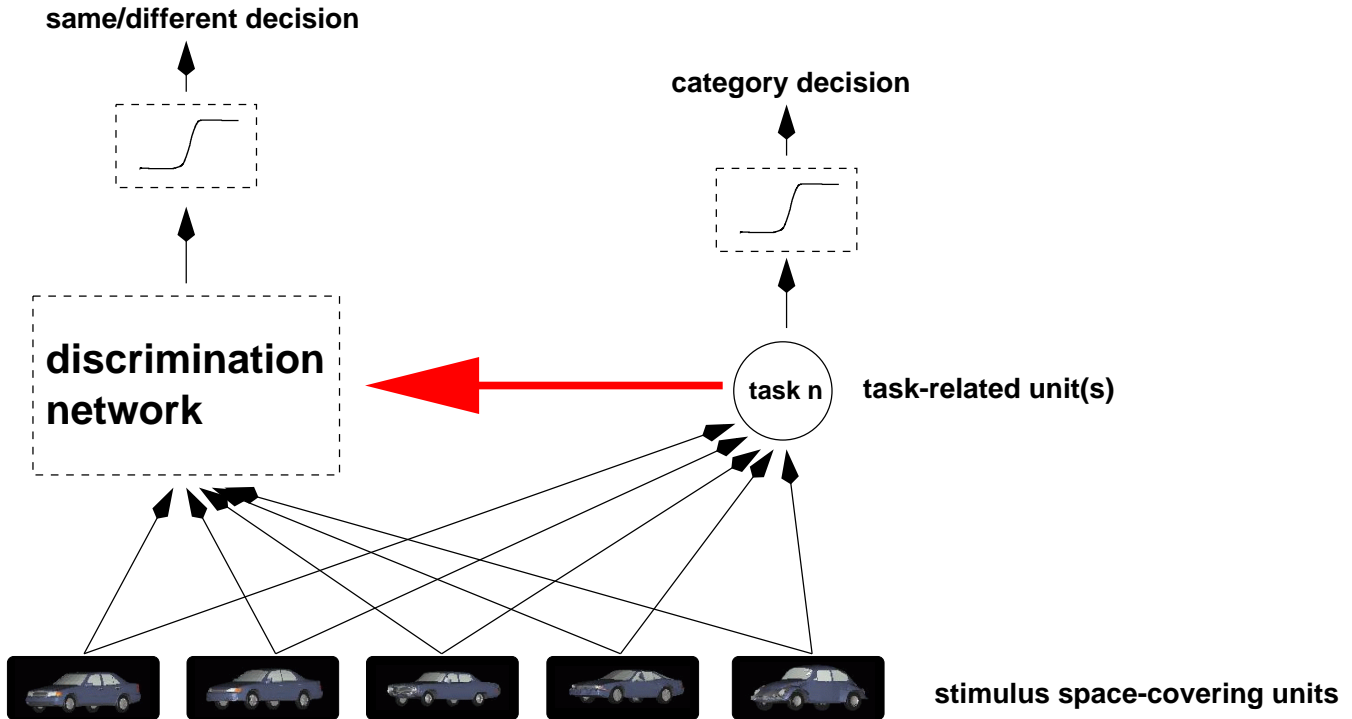 same/different decision
category decision
discrimination
network
task n
task-related unit(s)
stimulus space-covering units